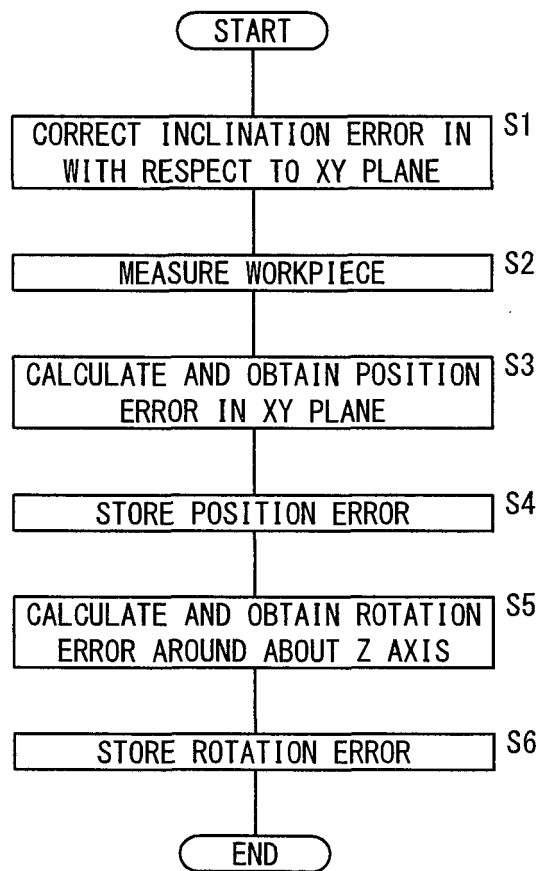 START
CORRECT INCLINATION ERROR IN
WITH RESPECT TO XY PLANE
S1
MEASURE WORKPIECE
S2
CALCULATE AND OBTAIN POSITION
ERROR IN XY PLANE
S3
STORE POSITION ERROR
S4
CALCULATE AND OBTAIN ROTATION
ERROR AROUND ABOUT Z AXIS
S5
STORE ROTATION ERROR
S6
END